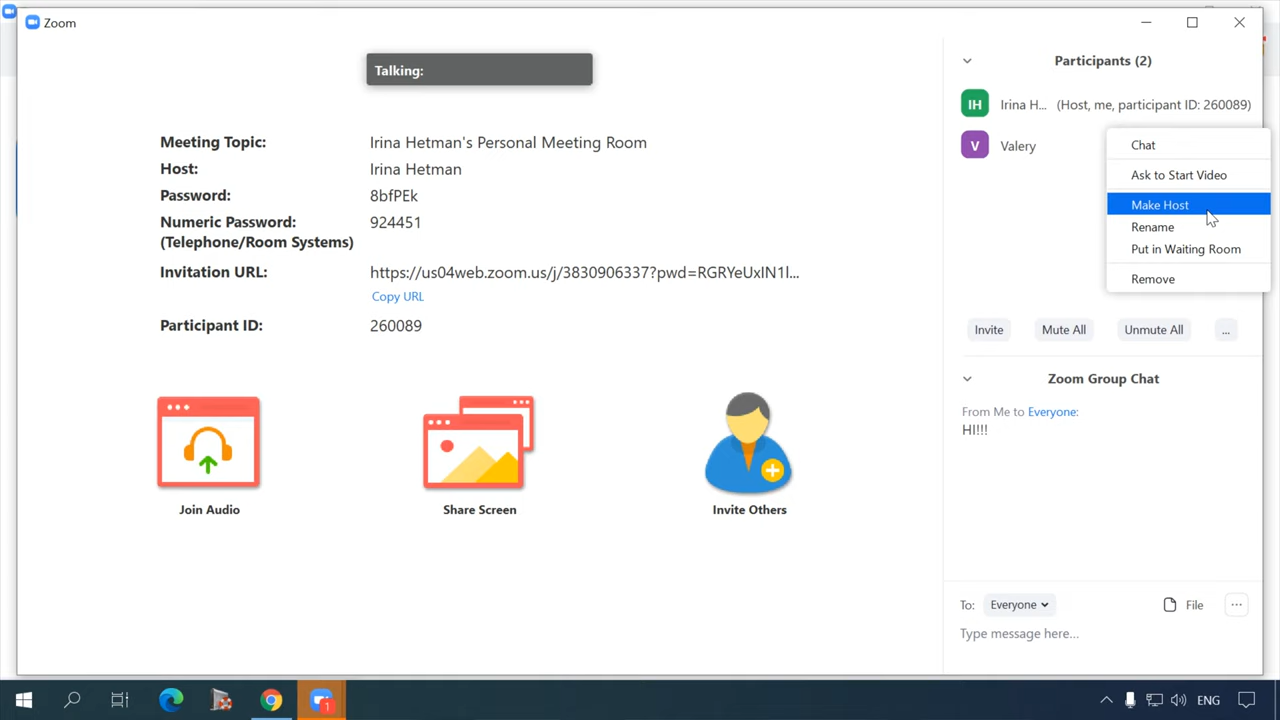 Zoom
Talking:
Meeting Topic: Irina Hetman's Personal Meeting Room
Host: Irina Hetman
Password: 8bfPEk
Numeric Password: 924451
(Telephone/Room Systems)
Invitation URL: https://us04web.zoom.us/j/3830906337?pwd=RGRYeUxIN1l...
Copy URL
Participant ID: 260089
Join Audio
Share Screen
Invite Others
Participants (2)
IH Irina H... (Host, me, participant ID: 260089)
V Valery
Chat
Ask to Start Video
Make Host
Rename
Put in Waiting Room
Remove
Invite Mute All Unmute All ...
Zoom Group Chat
From Me to Everyone:
HI!!!
To: Everyone File ...
Type message here...
1
ENG